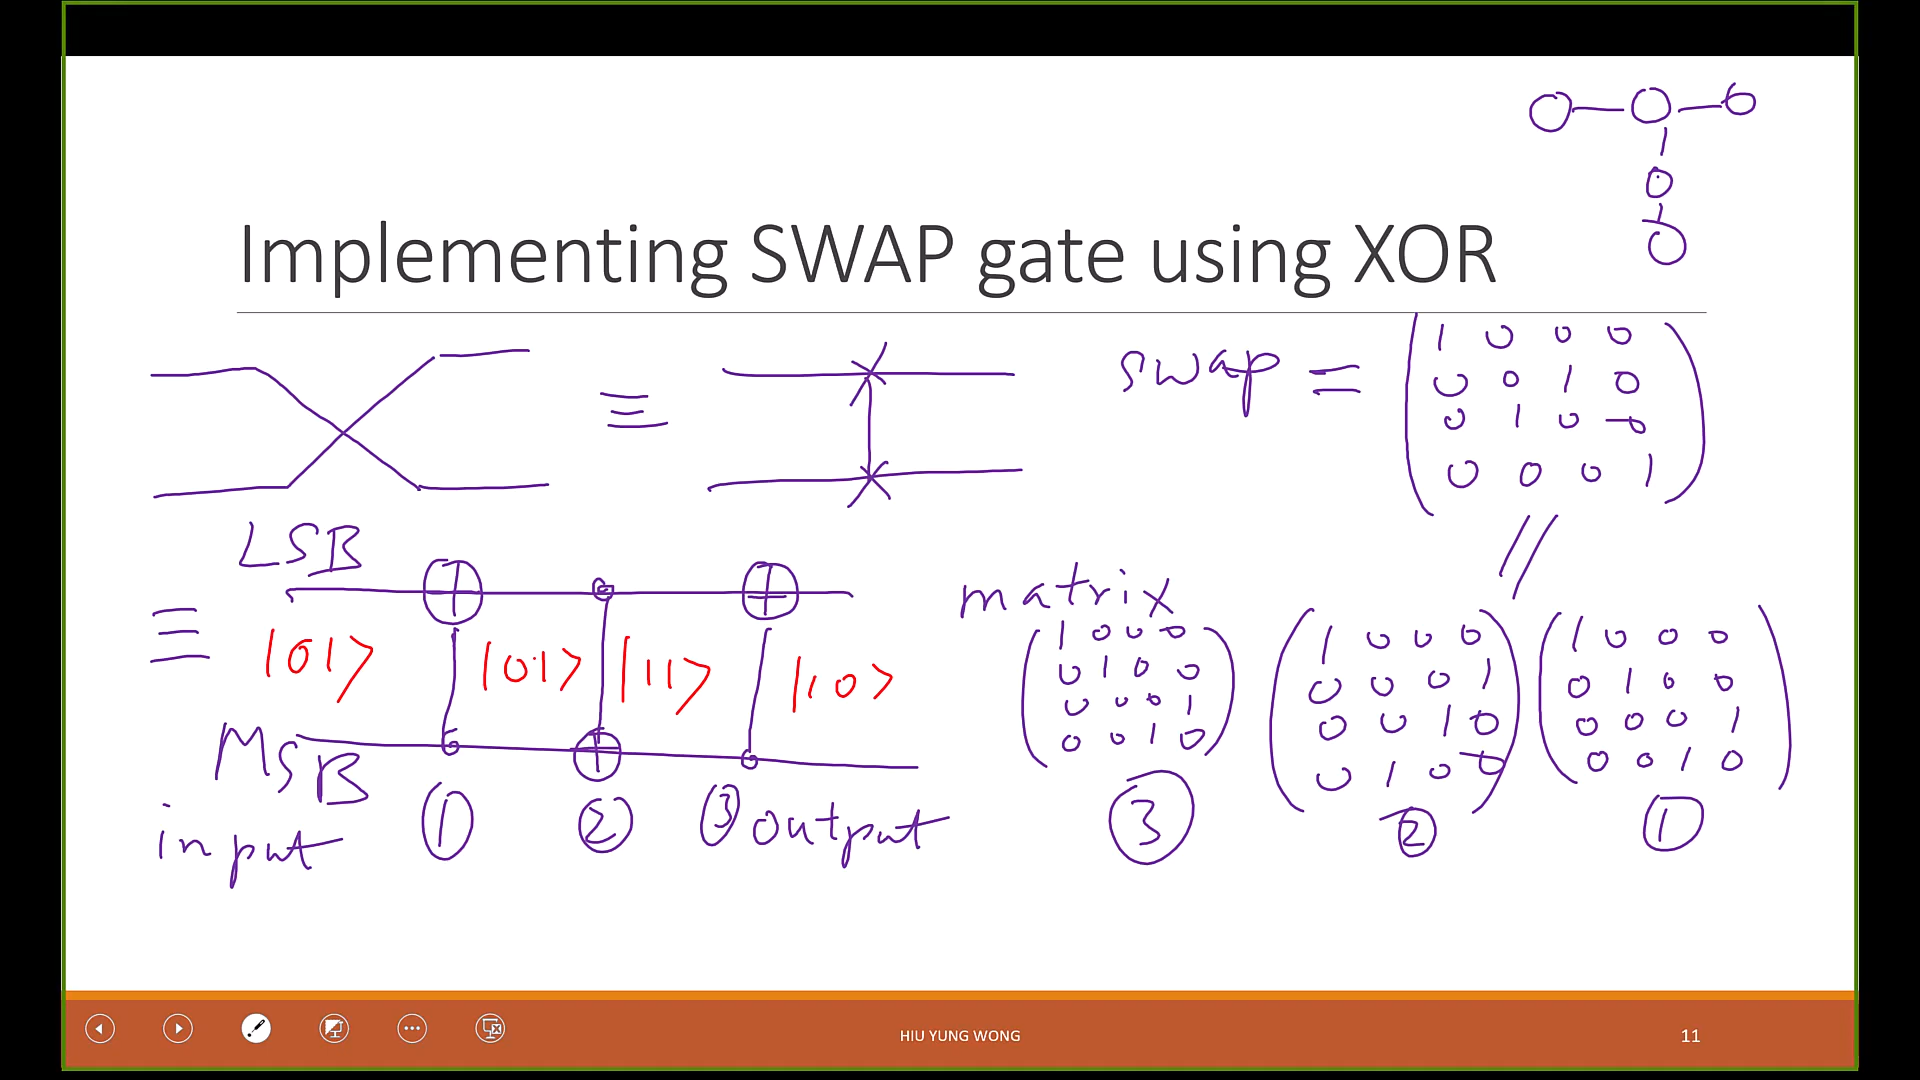 Implementing SWAP gate using XOR
≡
swap = 
1 0 0 0
0 0 1 0
0 1 0 0
0 0 0 1
//
LSB
≡
|01> |01> |11> |10>
MSB
input ① ② ③ output
matrix
1 0 0 0
0 1 0 0
0 0 0 1
0 0 1 0
③
1 0 0 0
0 0 0 1
0 0 1 0
0 1 0 0
②
1 0 0 0
0 1 0 0
0 0 0 1
0 0 1 0
①
HIU YUNG WONG
11